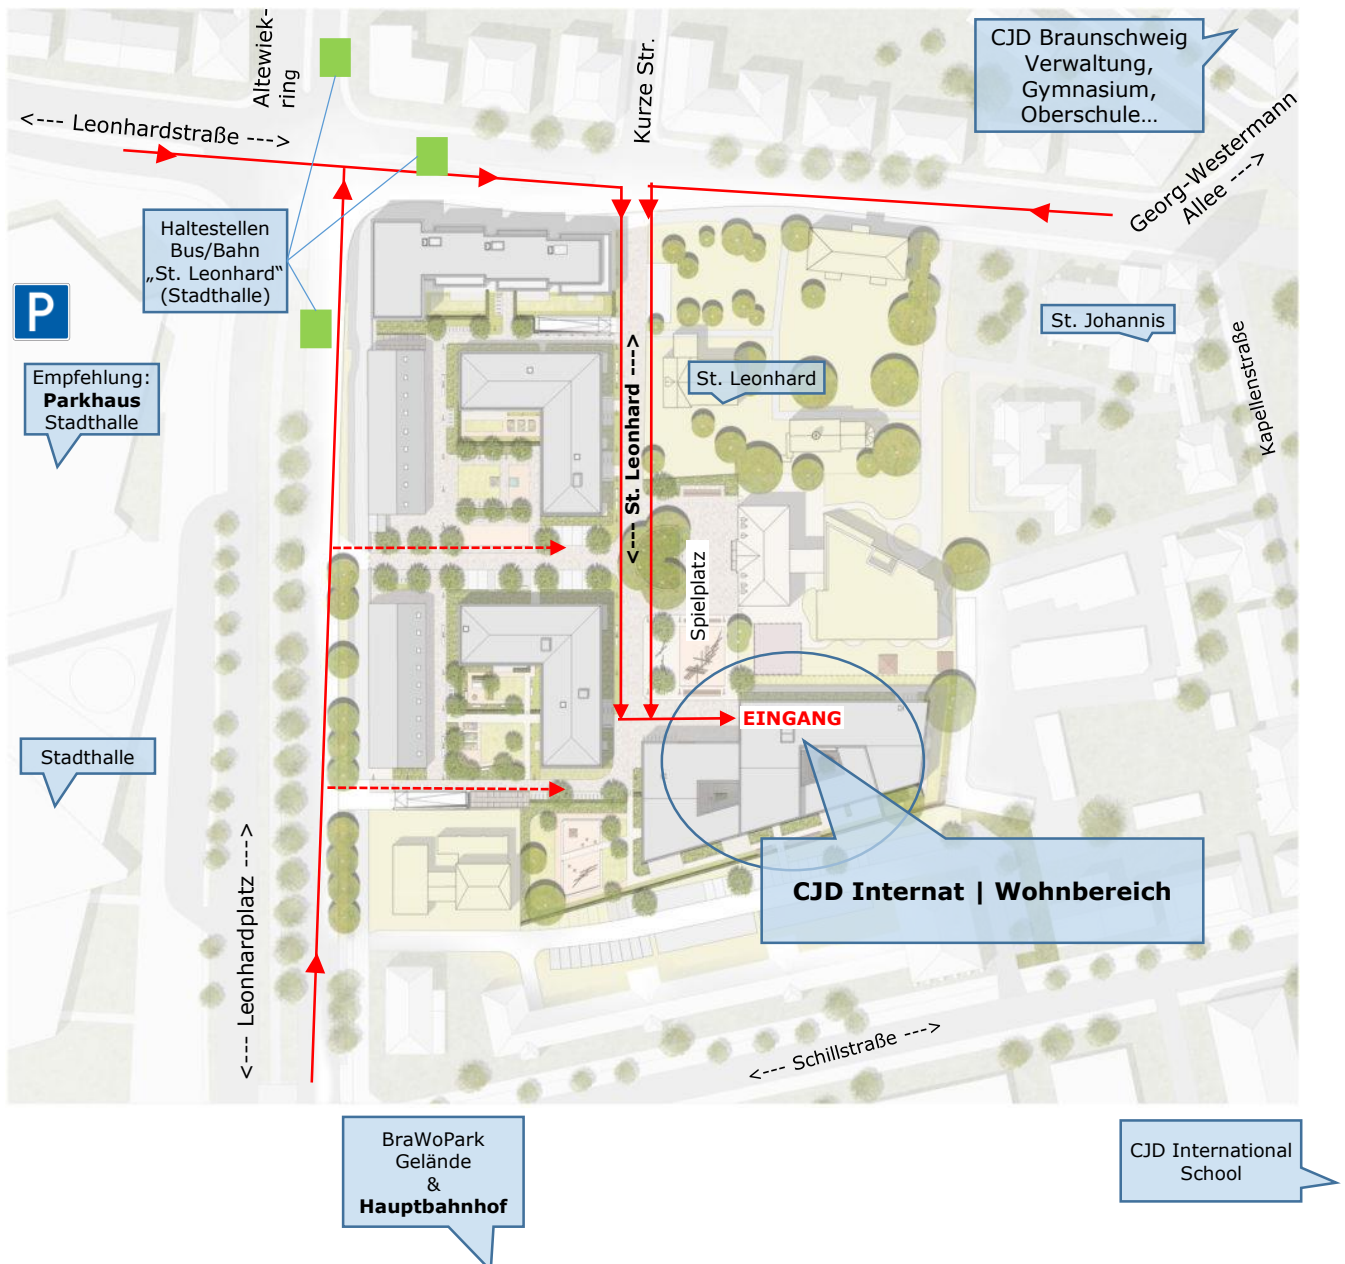 Altewiek-
ring
Kurze Str.
CJD Braunschweig
Verwaltung,
Gymnasium,
Oberschule...
<--- Leonhardstraße --->
Georg-Westermann
Allee --->
Haltestellen
Bus/Bahn
„St. Leonhard“
(Stadthalle)
P
St. Johannis
Kapellenstraße
Empfehlung:
Parkhaus
Stadthalle
<--- St. Leonhard --->
St. Leonhard
Spielplatz
EINGANG
Stadthalle
<---- Leonhardplatz ---->
CJD Internat | Wohnbereich
<--- Schillstraße --->
BraWoPark
Gelände
&
Hauptbahnhof
CJD International
School